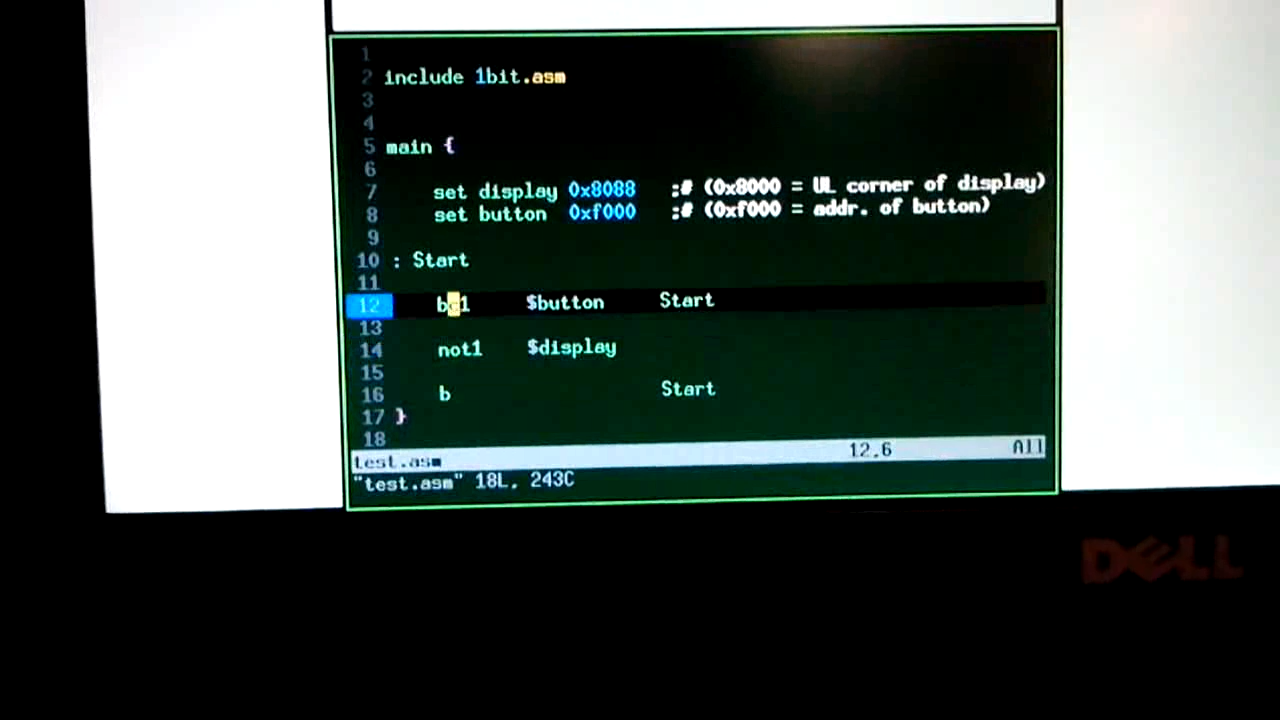 1
2 include 1bit.asm
3
4
5 main {
6
7 set display 0x8088 ;# (0x8000 = UL corner of display)
8 set button 0xf000 ;# (0xf000 = addr. of button)
9
10 : Start
11
12 bc1 $button Start
13
14 not1 $display
15
16 b Start
17 }
18
test.asm 12,6 All
"test.asm" 18L, 243C
DELL